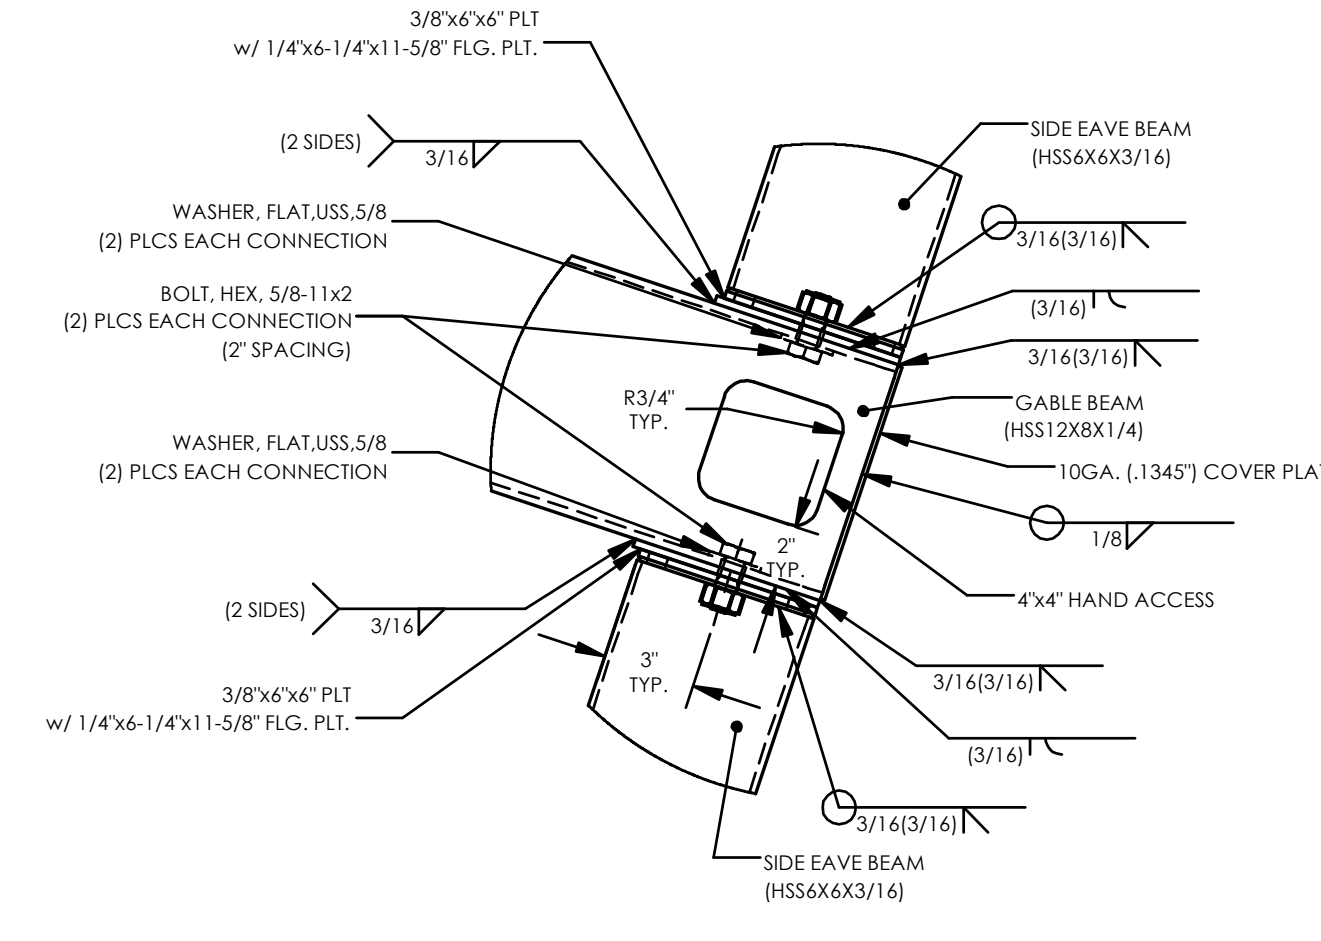 3/8"x6"x6" PLT
w/ 1/4"x6-1/4"x11-5/8" FLG. PLT.
(2 SIDES)
3/16
SIDE EAVE BEAM
(HSS6X6X3/16)
WASHER, FLAT,USS,5/8
(2) PLCS EACH CONNECTION
3/16(3/16)
BOLT, HEX, 5/8-11x2
(2) PLCS EACH CONNECTION
(2" SPACING)
(3/16)
3/16(3/16)
R3/4"
TYP.
GABLE BEAM
(HSS12X8X1/4)
WASHER, FLAT,USS,5/8
(2) PLCS EACH CONNECTION
10GA. (.1345") COVER PLAT
1/8
2"
TYP.
4"x4" HAND ACCESS
(2 SIDES)
3/16
3"
TYP.
3/16(3/16)
3/8"x6"x6" PLT
w/ 1/4"x6-1/4"x11-5/8" FLG. PLT.
(3/16)
3/16(3/16)
SIDE EAVE BEAM
(HSS6X6X3/16)